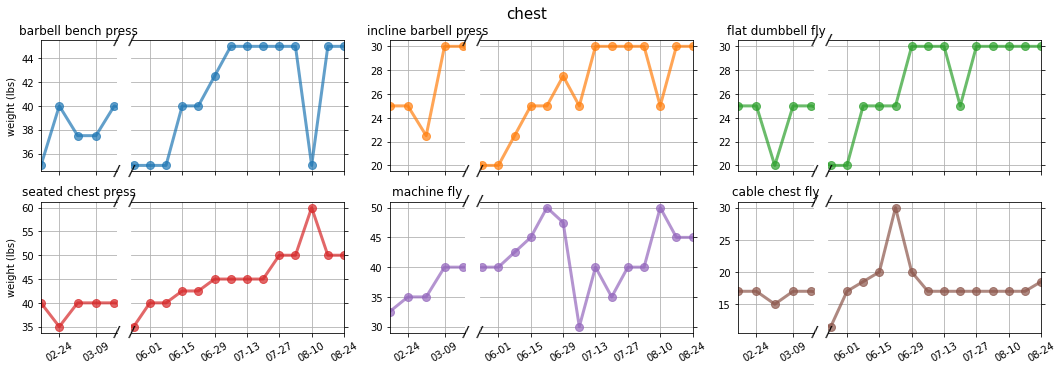 chest
barbell bench press
incline barbell press
flat dumbbell fly
44
42
40
38
36
weight (lbs)
30
28
26
24
22
20
30
28
26
24
22
20
seated chest press
machine fly
cable chest fly
60
55
50
45
40
35
weight (lbs)
50
45
40
35
30
30
20
15
02-24 03-09 06-01 06-15 06-29 07-13 07-27 08-10 08-24
02-24 03-09 06-01 06-15 06-29 07-13 07-27 08-10 08-24
02-24 03-09 06-01 06-15 06-29 07-13 07-27 08-10 08-24